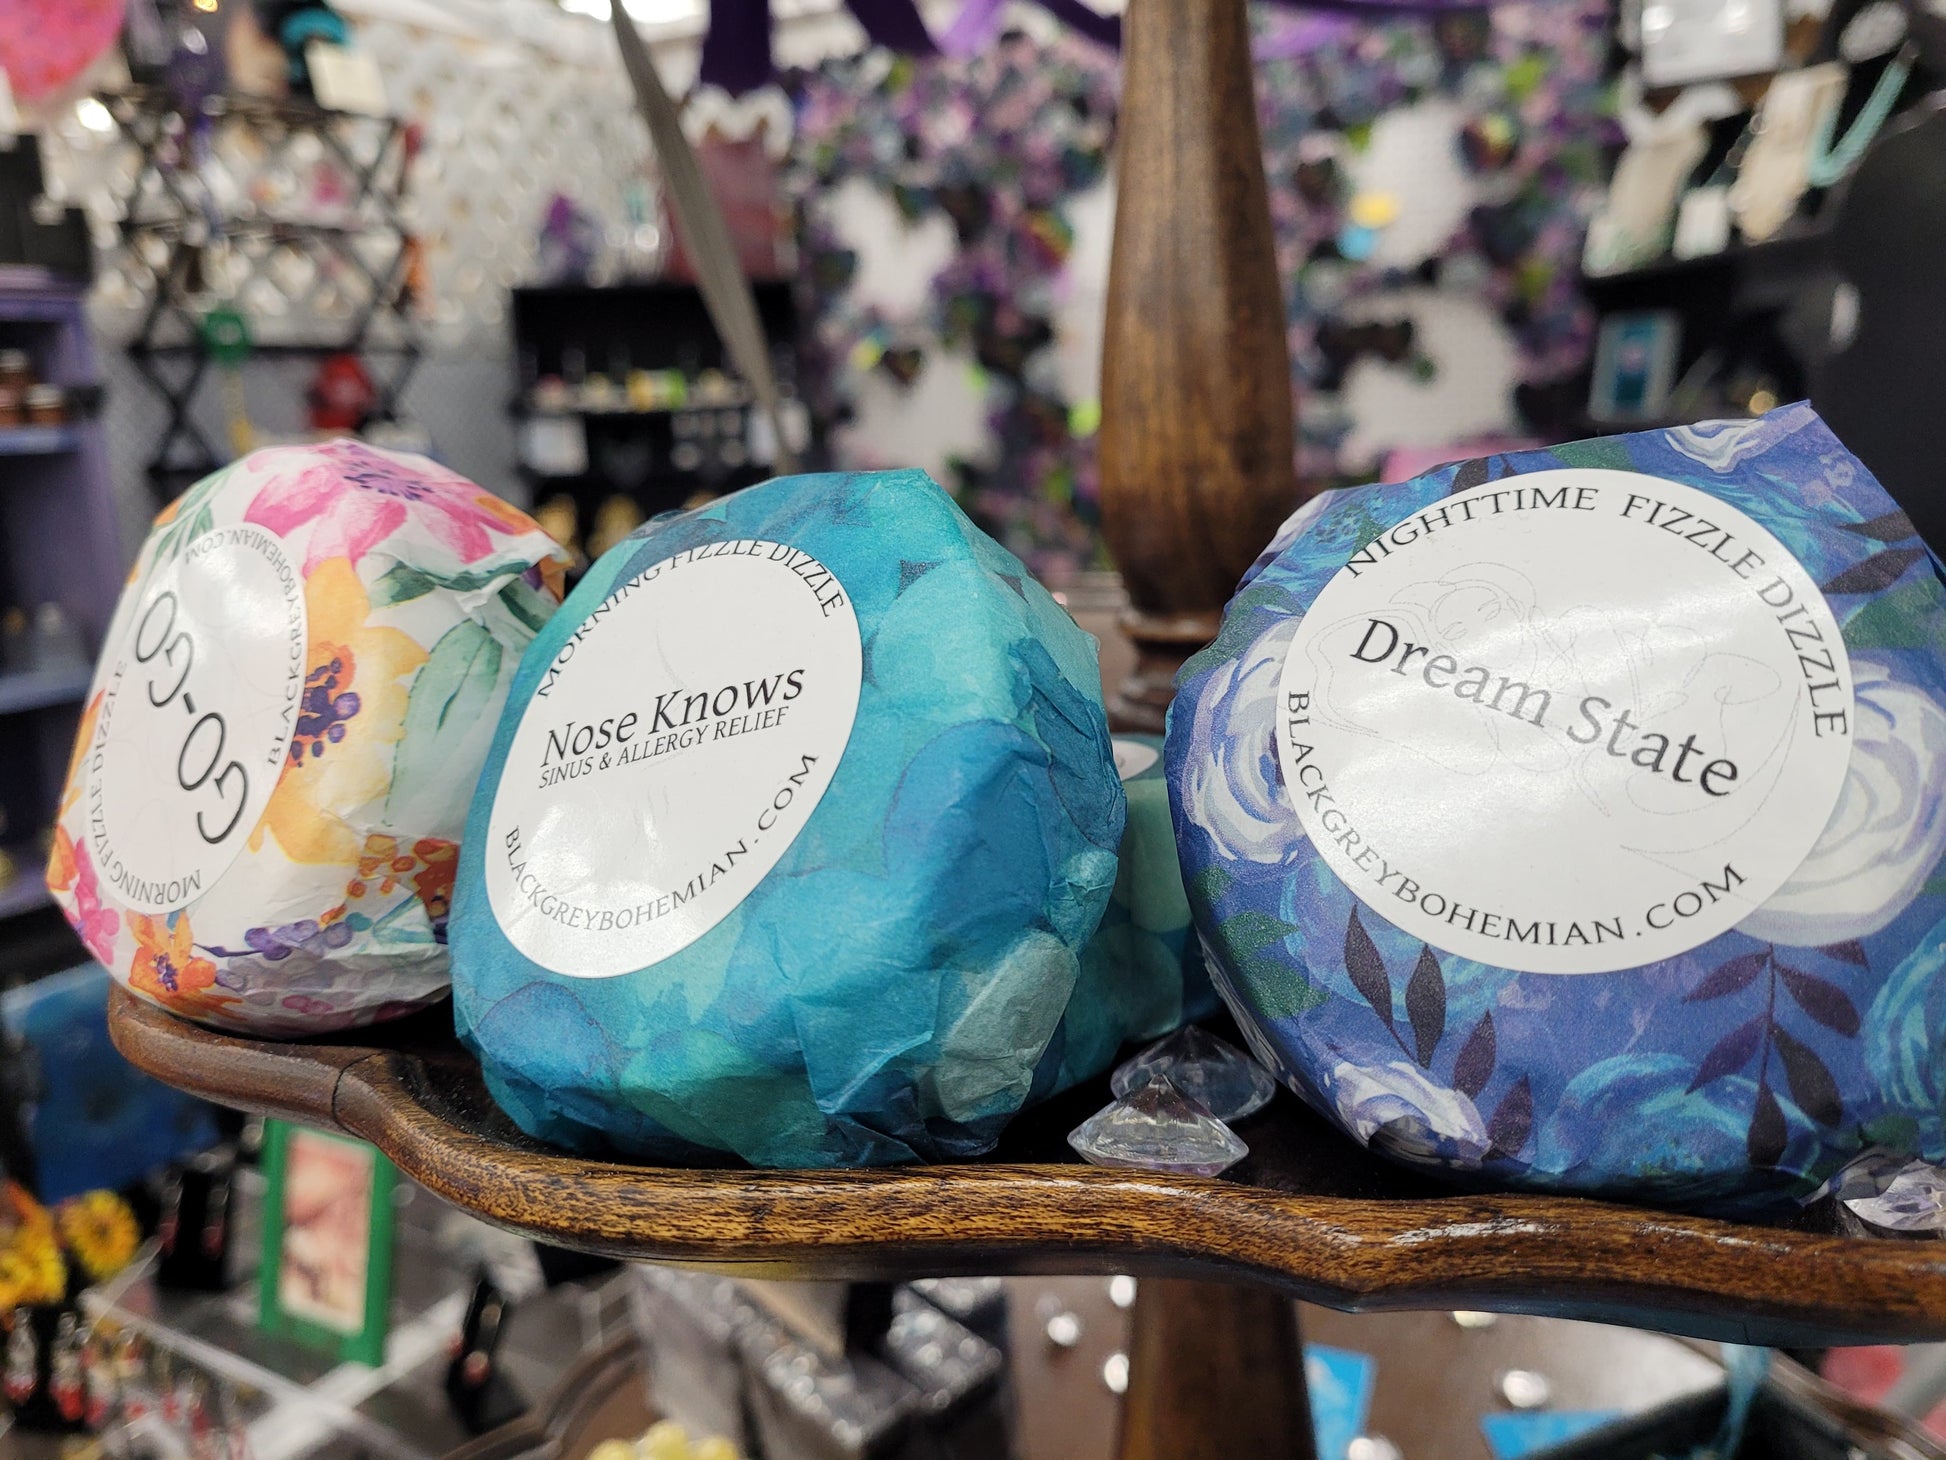 MORNING FIZZLE DIZZLE
GO-GO
BLACKGREYBOHEMIAN.COM
MORNING FIZZLE DIZZLE
Nose Knows
SINUS & ALLERGY RELIEF
BLACKGREYBOHEMIAN.COM
NIGHTTIME FIZZLE DIZZLE
Dream State
BLACKGREYBOHEMIAN.COM